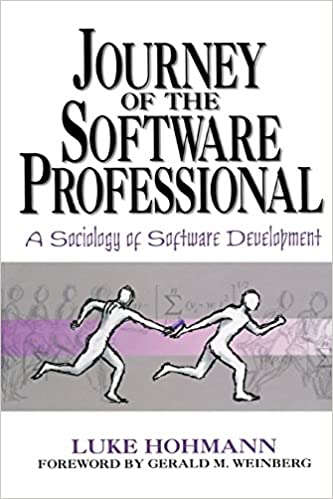 JOURNEY
OF THE
SOFTWARE
PROFESSIONAL
A Sociology of Software Development
LUKE HOHMANN
FOREWORD BY GERALD M. WEINBERG